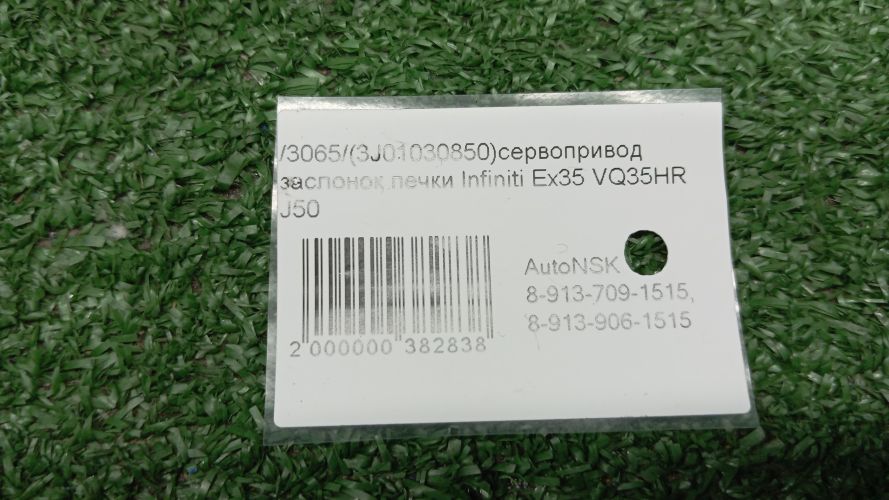 /3065/(3J01030850)сервопривод
заслонок печки Infiniti Ex35 VQ35HR
J50
AutoNSK
8-913-709-1515,
8-913-906-1515
2 000000 382838